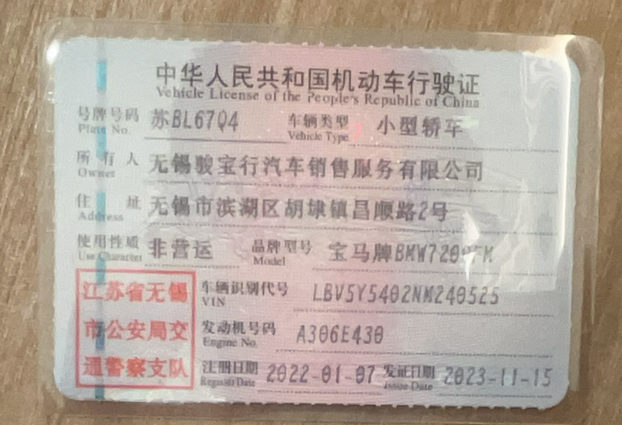 中华人民共和国机动车行驶证
Vehicle License of the People's Republic of China
号牌号码 苏BL67Q4 车辆类型 小型轿车
Plate No. Vehicle Type
所有人 无锡骏宝行汽车销售服务有限公司
Owner
住址 无锡市滨湖区胡埭镇昌顺路2号
Address
使用性质 非营运 品牌型号 宝马牌
Use Character Model
江苏省无锡
市公安局交
通警察支队
车辆识别代号 LBV5Y5402NM240525
VIN
发动机号码 A306E430
Engine No.
注册日期 2022-01-07 发证日期 2023-11-15
Register Date Issue Date